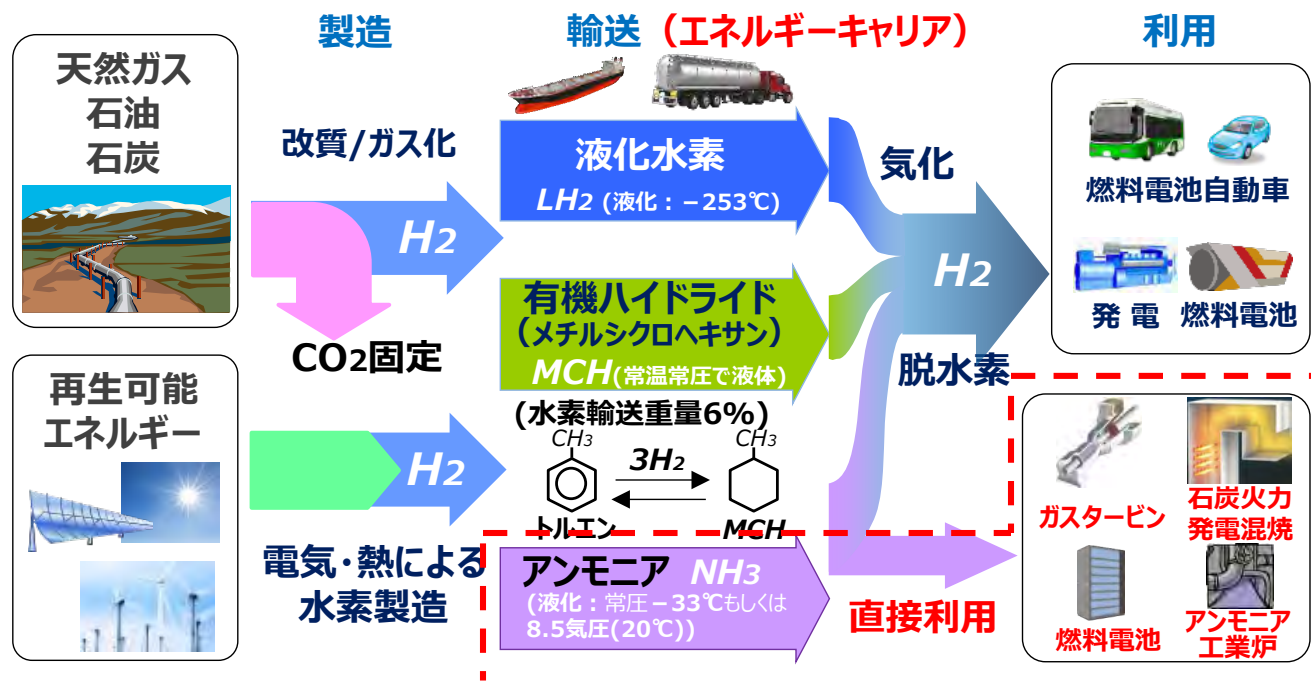 製造
輸送（エネルギーキャリア）
利用
天然ガス
石油
石炭
改質/ガス化
H2
CO2固定
再生可能
エネルギー
H2
電気・熱による
水素製造
液化水素
LH2 (液化：－253℃)
有機ハイドライド
（メチルシクロヘキサン）
MCH(常温常圧で液体)
(水素輸送重量6%)
CH3
3H2
CH3
トルエン
MCH
アンモニア NH3
(液化：常圧－33℃もしくは
8.5気圧(20℃))
気化
H2
脱水素
直接利用
燃料電池自動車
発電
燃料電池
ガスタービン
石炭火力
発電混焼
燃料電池
アンモニア
工業炉